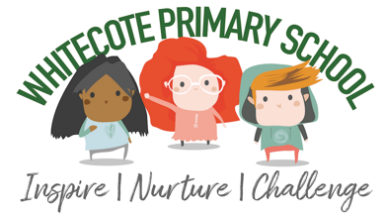 WHITECOTE PRIMARY SCHOOL
Inspire | Nurture | Challenge